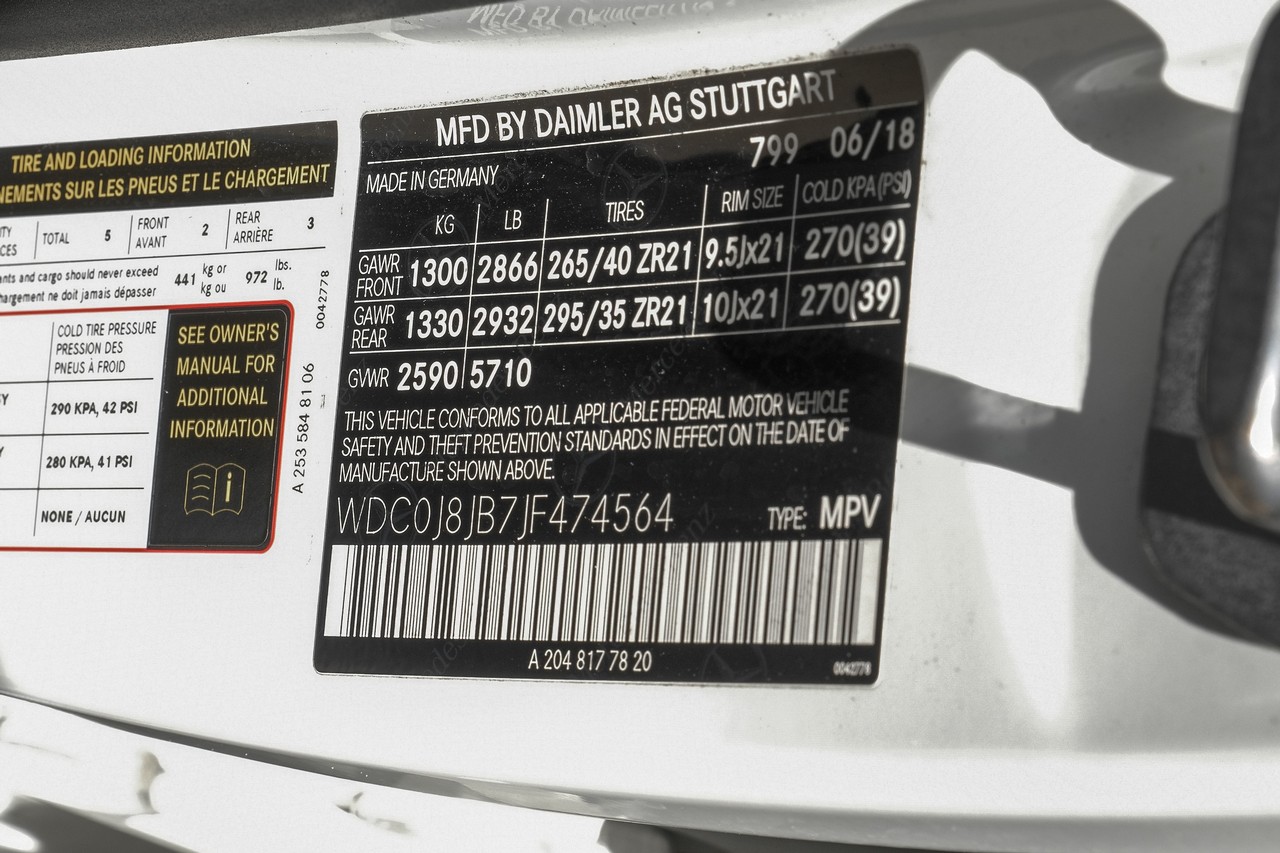 TIRE AND LOADING INFORMATION
SUR LES PNEUS ET LE CHARGEMENT
TOTAL 5 FRONT AVANT 2 REAR ARRIÈRE 3
and cargo should never exceed
ne doit jamais dépasser
441 kg or kg ou 972 lbs. lb.
COLD TIRE PRESSURE
PRESSION DES
PNEUS À FROID
290 KPA, 42 PSI
280 KPA, 41 PSI
NONE / AUCUN
SEE OWNER'S
MANUAL FOR
ADDITIONAL
INFORMATION
0042778
A 253 584 81 06
MFD BY DAIMLER AG STUTTGART
799 06/18
MADE IN GERMANY
KG LB TIRES RIM SIZE COLD KPA (PSI)
GAWR FRONT 1300 2866 265/40 ZR21 9.5Jx21 270(39)
GAWR REAR 1330 2932 295/35 ZR21 10Jx21 270(39)
GVWR 2590 5710
THIS VEHICLE CONFORMS TO ALL APPLICABLE FEDERAL MOTOR VEHICLE
SAFETY AND THEFT PREVENTION STANDARDS IN EFFECT ON THE DATE OF
MANUFACTURE SHOWN ABOVE.
WDC0J8JB7JF474564 TYPE: MPV
A 204 817 78 20
0042778